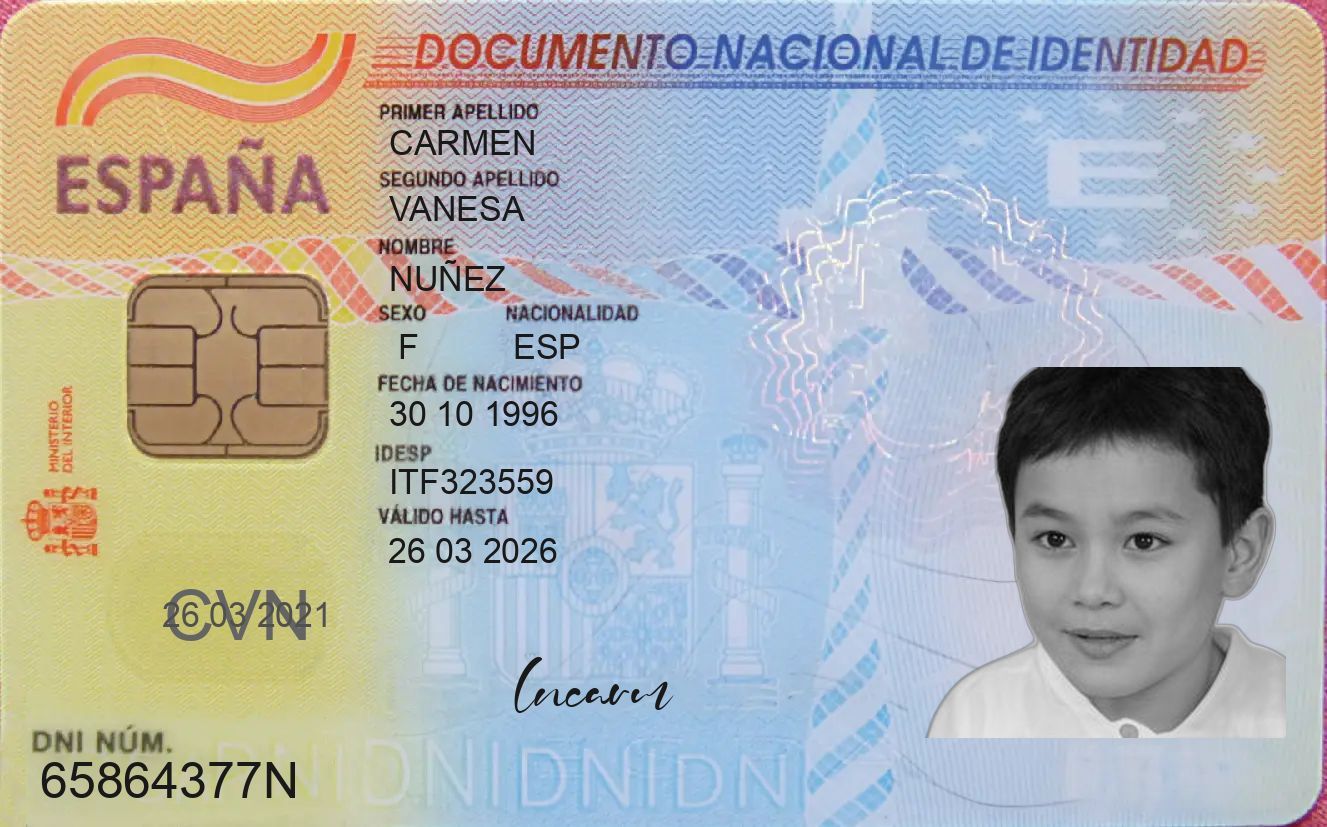 DOCUMENTO NACIONAL DE IDENTIDAD
ESPAÑA
PRIMER APELLIDO
CARMEN
SEGUNDO APELLIDO
VANESA
NOMBRE
NUÑEZ
SEXO NACIONALIDAD
F ESP
FECHA DE NACIMIENTO
30 10 1996
IDESP
ITF323559
VÁLIDO HASTA
26 03 2026
MINISTERIO
DEL INTERIOR
E
CVN
26 03 2021
DNI NÚM.
65864377N
DNIDNIDNIDNI